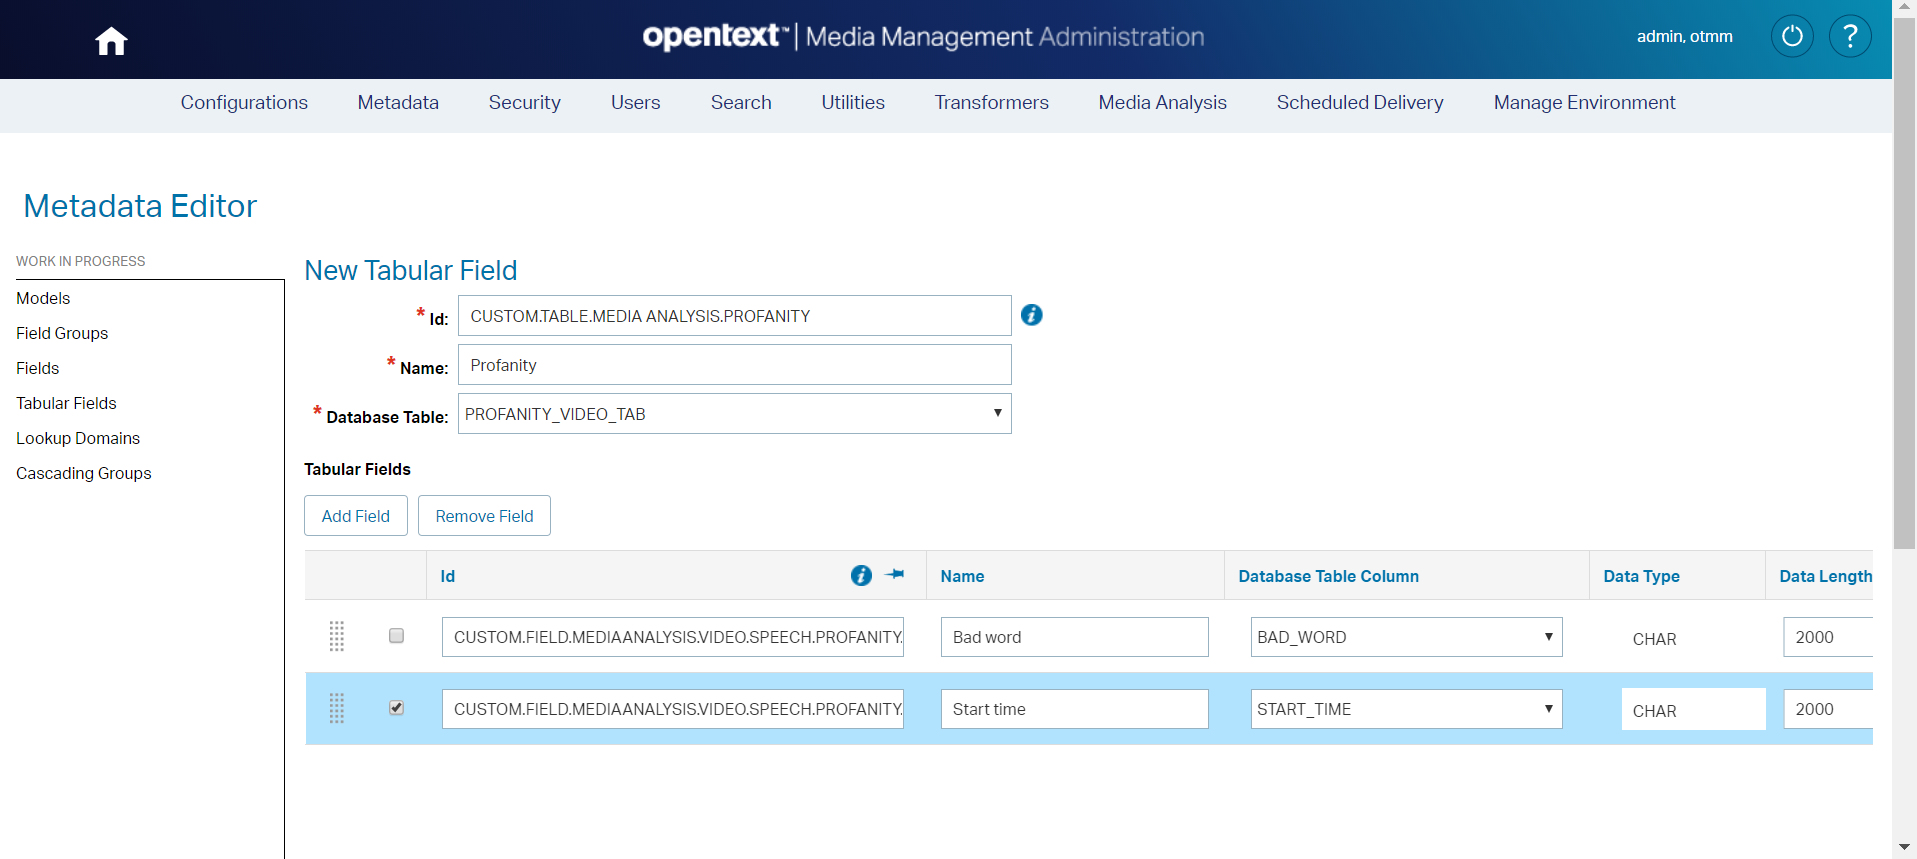 opentext™ | Media Management Administration
admin, otmm
?
Configurations Metadata Security Users Search Utilities Transformers Media Analysis Scheduled Delivery Manage Environment
Metadata Editor
WORK IN PROGRESS
Models
Field Groups
Fields
Tabular Fields
Lookup Domains
Cascading Groups
New Tabular Field
* Id: CUSTOM.TABLE.MEDIA ANALYSIS.PROFANITY i
* Name: Profanity
* Database Table: PROFANITY_VIDEO_TAB
Tabular Fields
Add Field Remove Field
Id i Name Database Table Column Data Type Data Length
CUSTOM.FIELD.MEDIAANALYSIS.VIDEO.SPEECH.PROFANITY. Bad word BAD_WORD CHAR 2000
CUSTOM.FIELD.MEDIAANALYSIS.VIDEO.SPEECH.PROFANITY. Start time START_TIME CHAR 2000